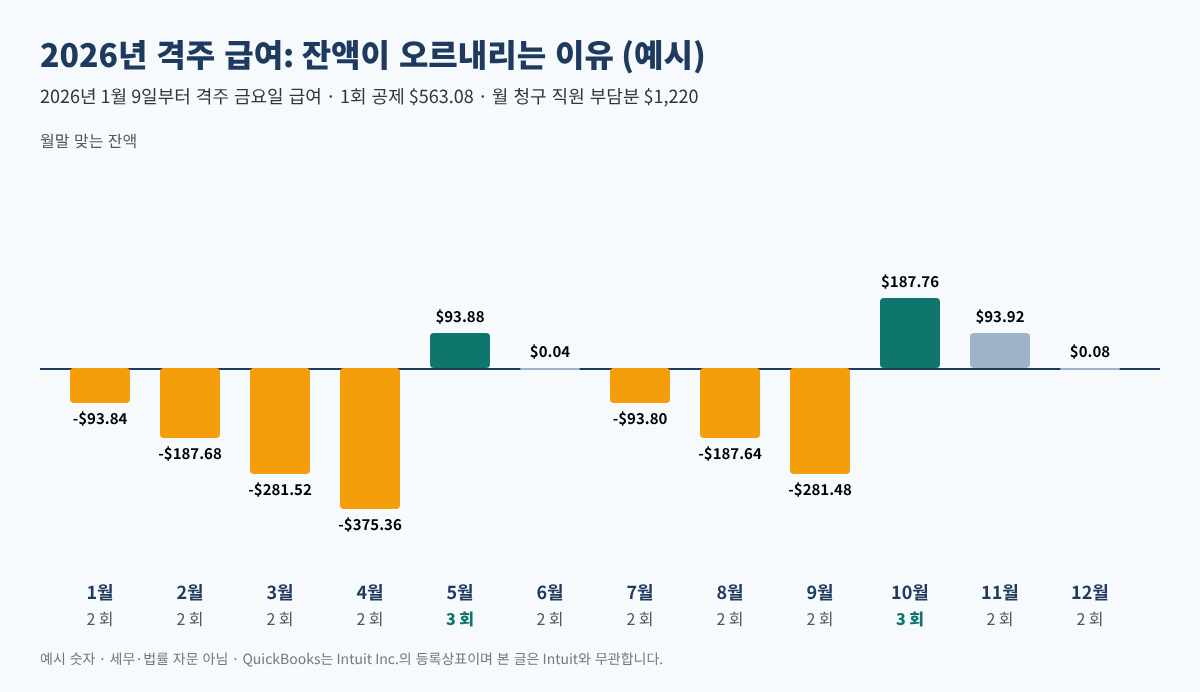 2026년 격주 급여: 잔액이 오르내리는 이유 (예시)
2026년 1월 9일부터 격주 금요일 급여 · 1회 공제 $563.08 · 월 청구 직원 부담분 $1,220
월말 맞는 잔액
$187.76
$93.88 $93.92
$0.04 $0.08
-$93.84 -$93.80
-$187.68 -$187.64
-$281.52 -$281.48
-$375.36
1월 2월 3월 4월 5월 6월 7월 8월 9월 10월 11월 12월
2 회 2 회 2 회 2 회 3 회 2 회 2 회 2 회 2 회 3 회 2 회 2 회
예시 숫자 · 세무·법률 자문 아님 · QuickBooks는 Intuit Inc.의 등록상표이며 본 글은 Intuit와 무관합니다.